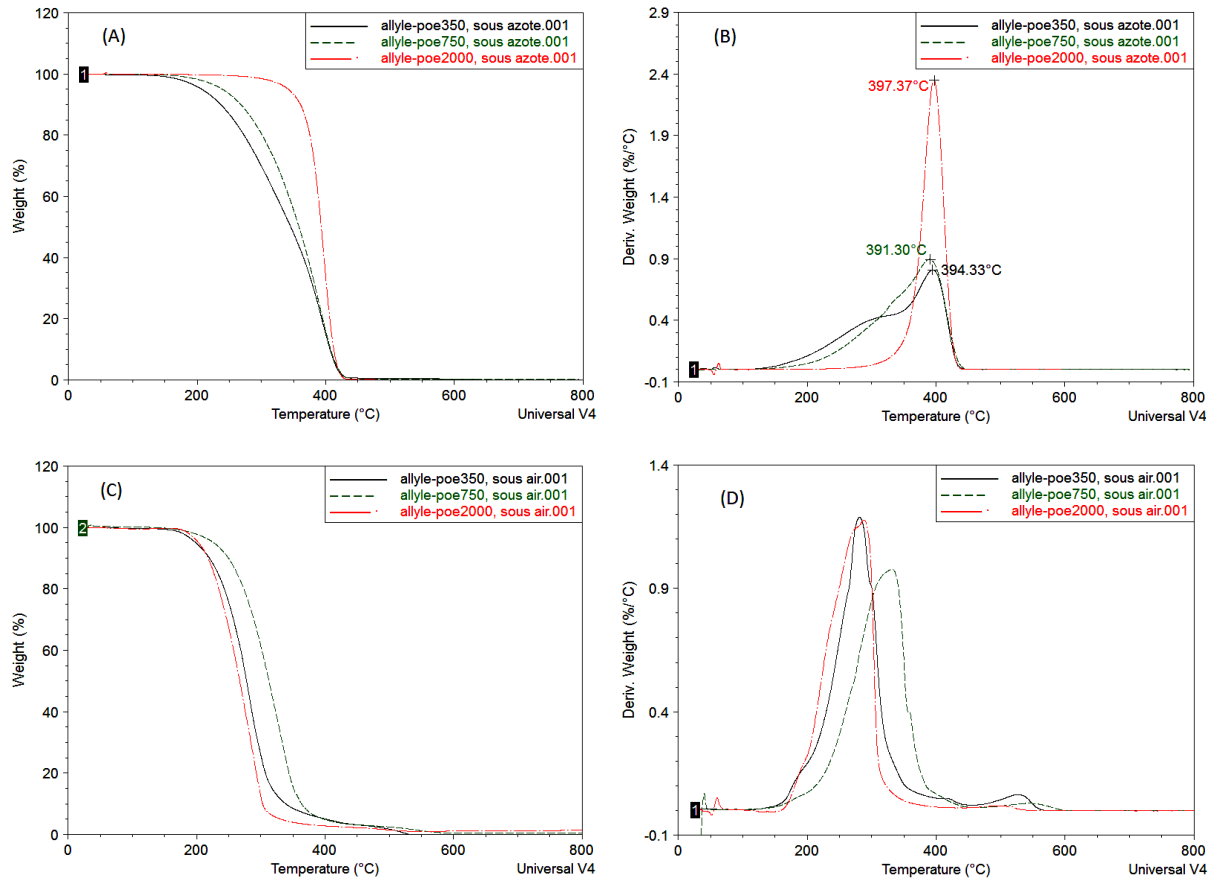 (A)
allyle-poe350, sous azote.001
allyle-poe750, sous azote.001
allyle-poe2000, sous azote.001
120
100
80
60
40
20
0
Weight (%)
1
0
200
400
600
800
Temperature (°C)
Universal V4
(B)
allyle-poe350, sous azote.001
allyle-poe750, sous azote.001
allyle-poe2000, sous azote.001
2.9
2.4
1.9
1.4
0.9
0.4
-0.1
Deriv. Weight (%/°C)
397.37°C
391.30°C
394.33°C
1
0
200
400
600
800
Temperature (°C)
Universal V4
(C)
allyle-poe350, sous air.001
allyle-poe750, sous air.001
allyle-poe2000, sous air.001
120
100
80
60
40
20
0
Weight (%)
2
0
200
400
600
800
Temperature (°C)
Universal V4
(D)
allyle-poe350, sous air.001
allyle-poe750, sous air.001
allyle-poe2000, sous air.001
1.4
0.9
0.4
-0.1
Deriv. Weight (%/°C)
1
0
200
400
600
800
Temperature (°C)
Universal V4